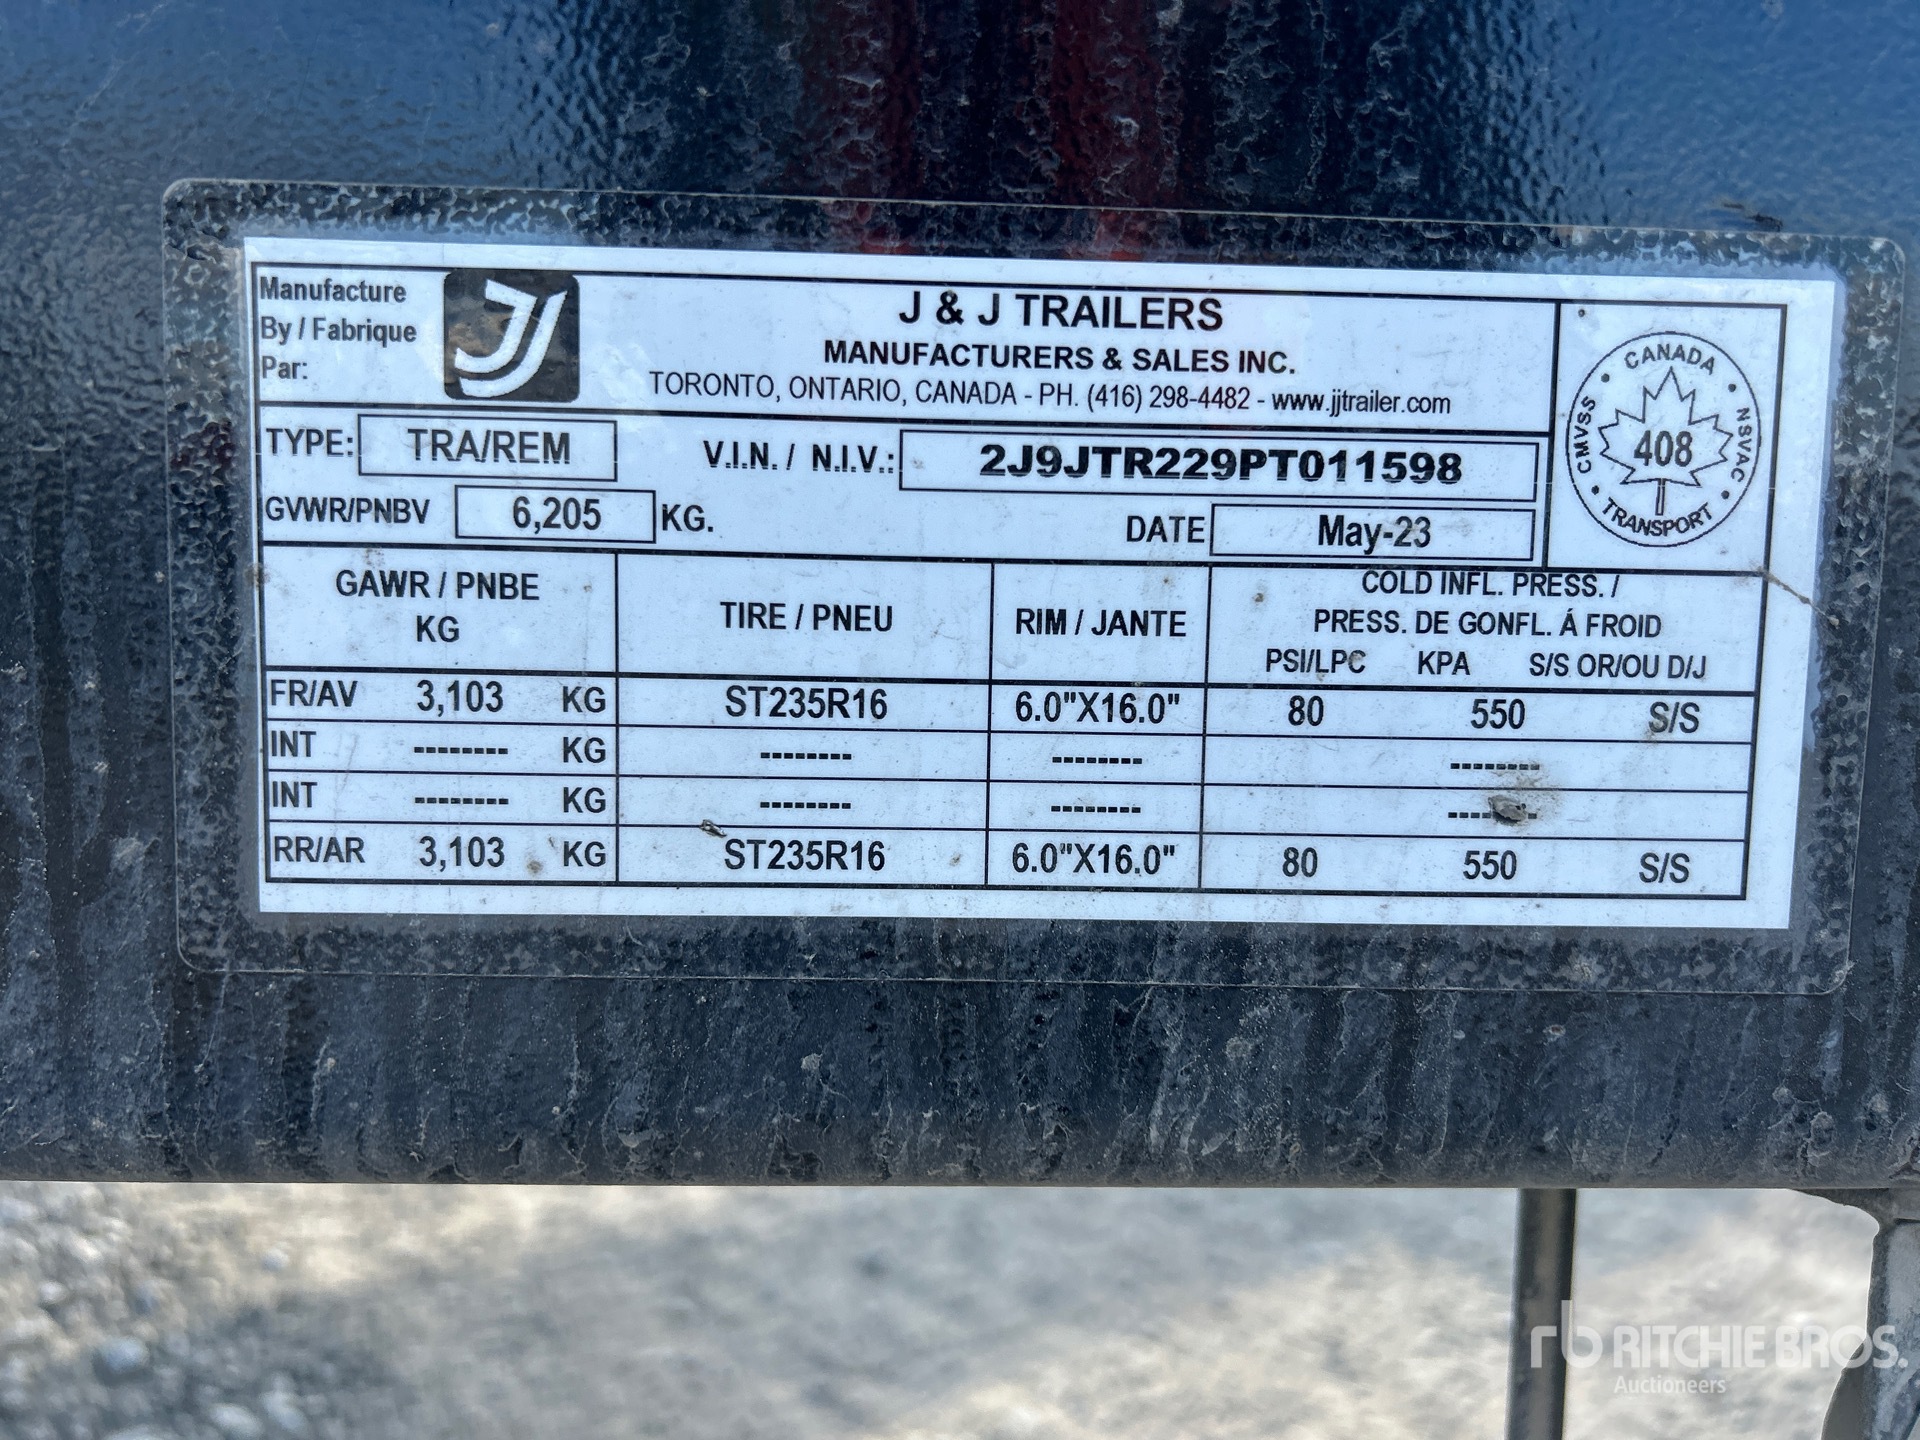 Manufacture
By / Fabrique
Par:
J & J TRAILERS
MANUFACTURERS & SALES INC.
TORONTO, ONTARIO, CANADA - PH. (416) 298-4482 - www.jjtrailer.com
TYPE: TRA/REM V.I.N. / N.I.V.: 2J9JTR229PT011598
GVWR/PNBV 6,205 KG. DATE May-23
CANADA
CMVSS 408 NSVAC
TRANSPORT
GAWR / PNBE
KG
TIRE / PNEU
RIM / JANTE
COLD INFL. PRESS. /
PRESS. DE GONFL. Á FROID
PSI/LPC KPA S/S OR/OU D/J
FR/AV 3,103 KG ST235R16 6.0"X16.0" 80 550 S/S
INT -------- KG -------- -------- --------
INT -------- KG -------- -------- --------
RR/AR 3,103 KG ST235R16 6.0"X16.0" 80 550 S/S
rb RITCHIE BROS.
Auctioneers